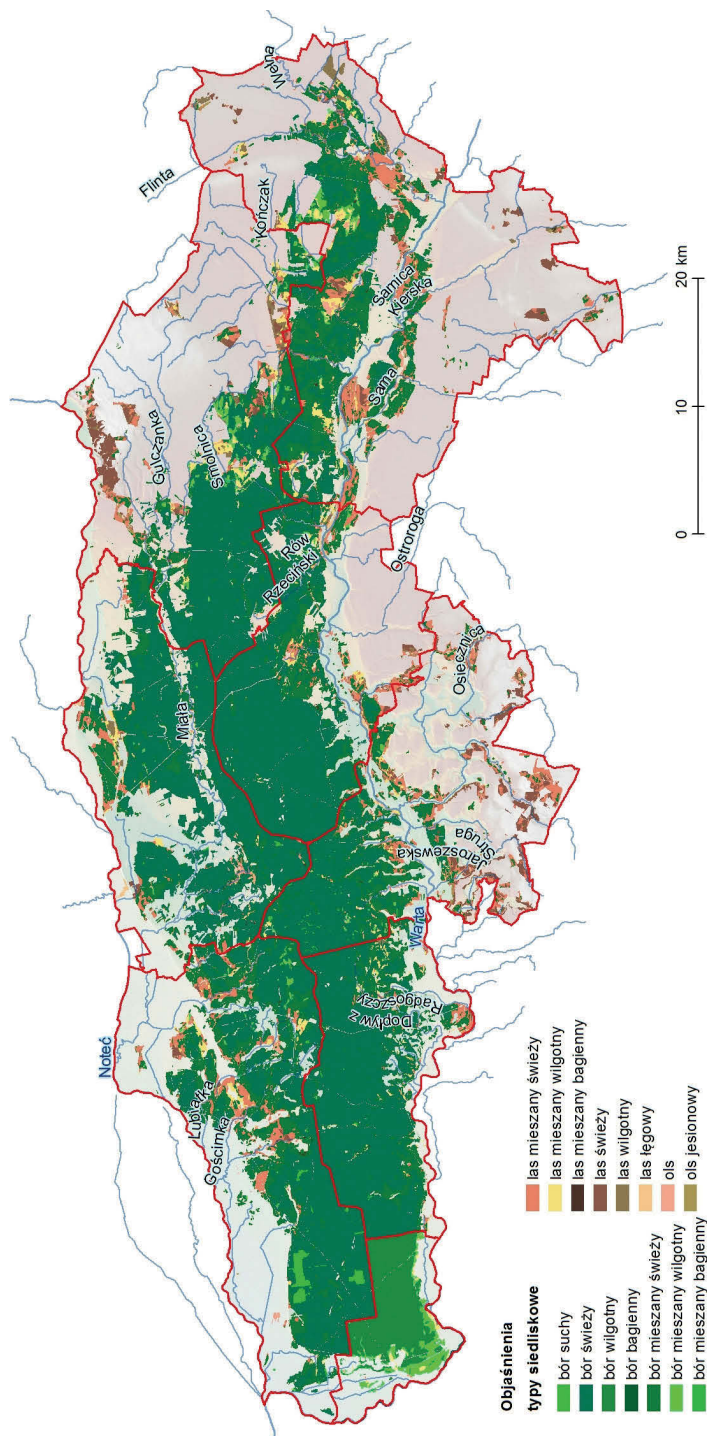 Noteć
Gościmka
Lubiatka
Miała
Gulczanka
Smolnica
Flinta
Kończak
Wełna
Samica
Kierska
Sama
Rów
Rzeciński
Ostroroga
Osiecznica
Jaroszewska
Struga
Warta
Dopływ z
Radgoszczy
0 10 20 km
Objaśnienia
typy siedliskowe
bór suchy
bór świeży
bór wilgotny
bór bagienny
bór mieszany świeży
bór mieszany wilgotny
bór mieszany bagienny
las mieszany świeży
las mieszany wilgotny
las mieszany bagienny
las świeży
las wilgotny
las łęgowy
ols
ols jesionowy